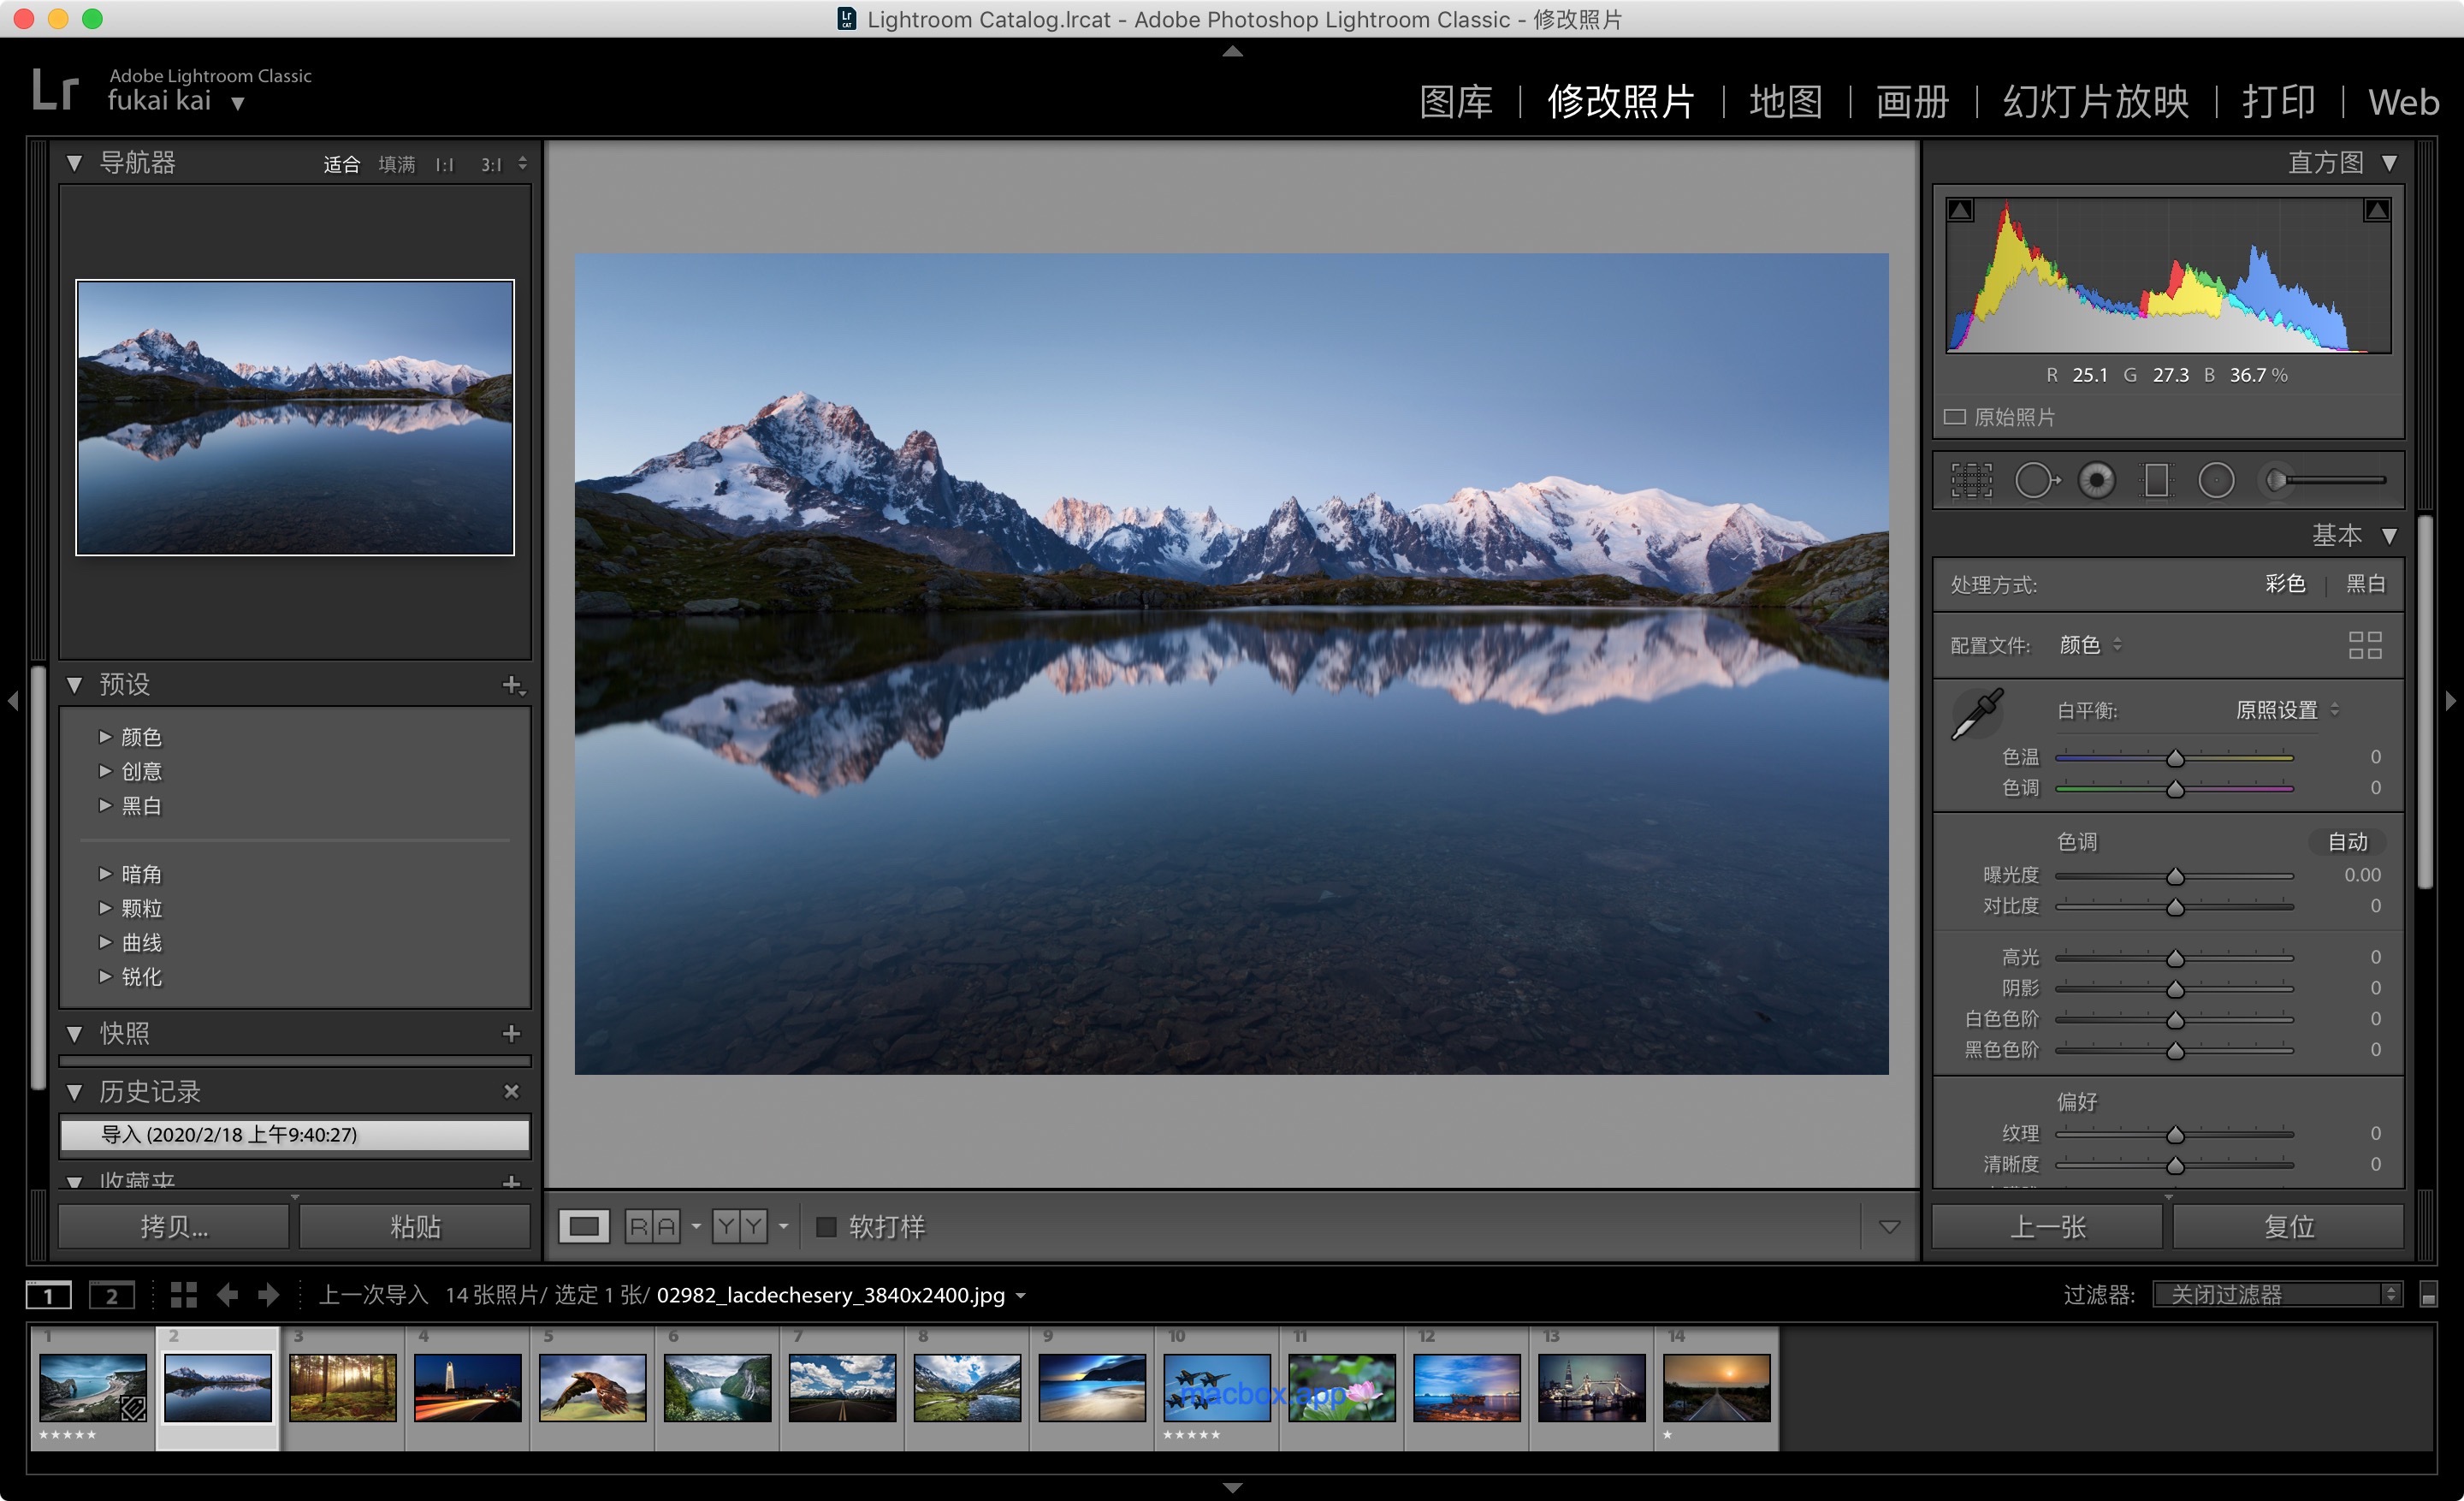 Lightroom Catalog.lrcat - Adobe Photoshop Lightroom Classic - 修改照片
Lr
Adobe Lightroom Classic
fukai kai
图库 | 修改照片 | 地图 | 画册 | 幻灯片放映 | 打印 | Web
导航器 适合 填满 1:1 3:1
预设
颜色
创意
黑白
暗角
颗粒
曲线
锐化
快照
历史记录
导入 (2020/2/18 上午9:40:27)
收藏夹
拷贝... 粘贴
R A Y Y 软打样
直方图
R 25.1 G 27.3 B 36.7 %
原始照片
基本
处理方式: 彩色 | 黑白
配置文件: 颜色
白平衡: 原照设置
色温 0
色调 0
色调 自动
曝光度 0.00
对比度 0
高光 0
阴影 0
白色色阶 0
黑色色阶 0
偏好
纹理 0
清晰度 0
上一张 复位
1 2 上一次导入 14 张照片/ 选定 1 张/ 02982_lacdechesery_3840x2400.jpg 过滤器: 关闭过滤器
1 2 3 4 5 6 7 8 9 10 11 12 13 14
macbox.app